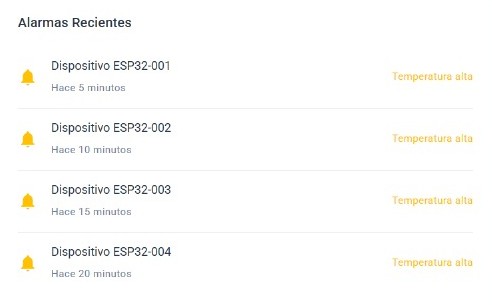 Alarmas Recientes
Dispositivo ESP32-001
Hace 5 minutos
Temperatura alta
Dispositivo ESP32-002
Hace 10 minutos
Temperatura alta
Dispositivo ESP32-003
Hace 15 minutos
Temperatura alta
Dispositivo ESP32-004
Hace 20 minutos
Temperatura alta